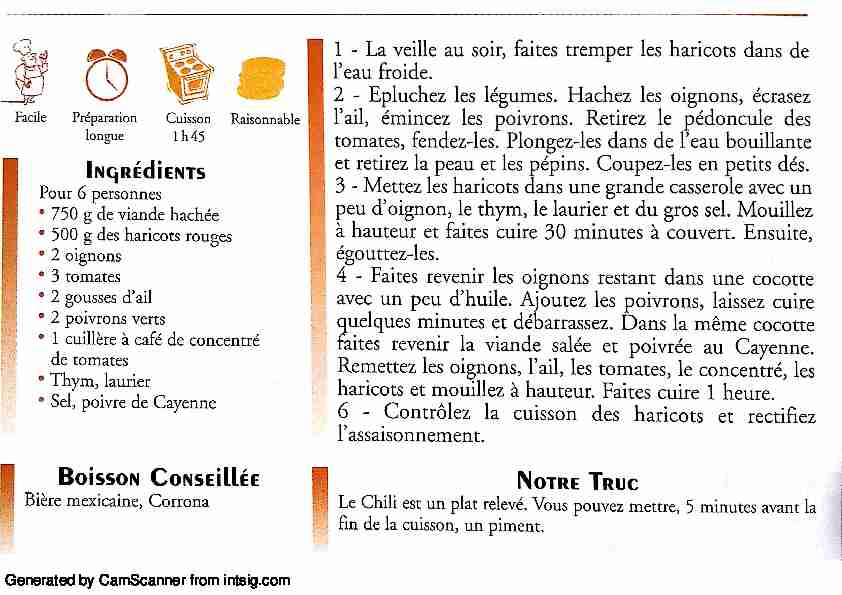 Facile
Préparation
longue
Cuisson
1 h 45
Raisonnable
Ingrédients
Pour 6 personnes
• 750 g de viande hachée
• 500 g des haricots rouges
• 2 oignons
• 3 tomates
• 2 gousses d'ail
• 2 poivrons verts
• 1 cuillère à café de concentré
de tomates
• Thym, laurier
• Sel, poivre de Cayenne
Boisson Conseillée
Bière mexicaine, Corrona
1 - La veille au soir, faites tremper les haricots dans de
l'eau froide.
2 - Epluchez les légumes. Hachez les oignons, écrasez
l'ail, émincez les poivrons. Retirez le pédoncule des
tomates, fendez-les. Plongez-les dans de l'eau bouillante
et retirez la peau et les pépins. Coupez-les en petits dés.
3 - Mettez les haricots dans une grande casserole avec un
peu d'oignon, le thym, le laurier et du gros sel. Mouillez
à hauteur et faites cuire 30 minutes à couvert. Ensuite,
égouttez-les.
4 - Faites revenir les oignons restant dans une cocotte
avec un peu d'huile. Ajoutez les poivrons, laissez cuire
quelques minutes et débarrassez. Dans la même cocotte
faites revenir la viande salée et poivrée au Cayenne.
Remettez les oignons, l'ail, les tomates, le concentré, les
haricots et mouillez à hauteur. Faites cuire 1 heure.
6 - Contrôlez la cuisson des haricots et rectifiez
l'assaisonnement.
Notre Truc
Le Chili est un plat relevé. Vous pouvez mettre, 5 minutes avant la
fin de la cuisson, un piment.
Generated by CamScanner from intsig.com